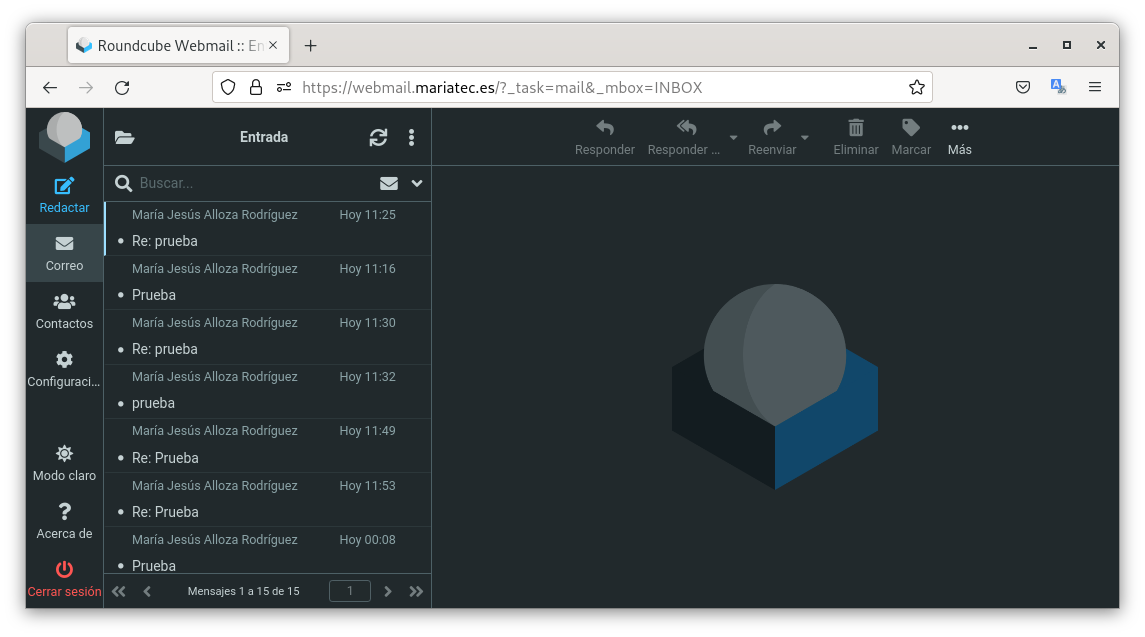 Roundcube Webmail :: En
https://webmail.mariatec.es/?_task=mail&_mbox=INBOX
Redactar
Correo
Contactos
Configuraci...
Modo claro
Acerca de
Cerrar sesión
Entrada
Buscar...
María Jesús Alloza Rodríguez Hoy 11:25
Re: prueba
María Jesús Alloza Rodríguez Hoy 11:16
Prueba
María Jesús Alloza Rodríguez Hoy 11:30
Re: prueba
María Jesús Alloza Rodríguez Hoy 11:32
prueba
María Jesús Alloza Rodríguez Hoy 11:49
Re: Prueba
María Jesús Alloza Rodríguez Hoy 11:53
Re: Prueba
María Jesús Alloza Rodríguez Hoy 00:08
Prueba
Mensajes 1 a 15 de 15 1
Responder Responder ... Reenviar Eliminar Marcar Más